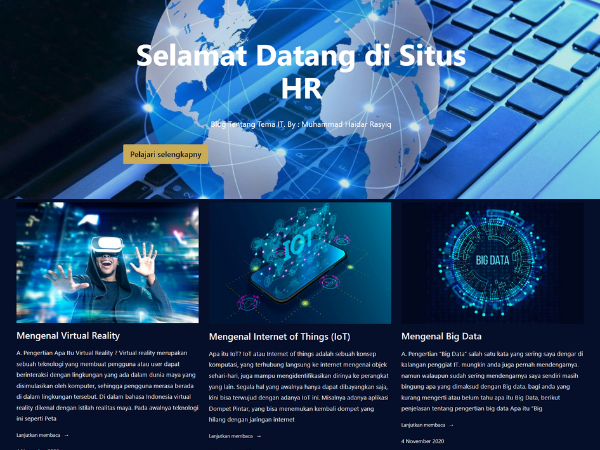 Selamat Datang di Situs
HR
Blog Tentang Tema IT. By : Muhammad Haidar Rasyiq
Pelajari selengkapny
IOT
BIG DATA
Mengenal Virtual Reality
A. Pengertian Apa Itu Virtual Reality ? Virtual reality merupakan
sebuah teknologi yang membuat pengguna atau user dapat
berinteraksi dengan lingkungan yang ada dalam dunia maya yang
disimulasikan oleh komputer, sehingga pengguna merasa berada
di dalam lingkungan tersebut. Di dalam bahasa Indonesia virtual
reality dikenal dengan istilah realitas maya. Pada awalnya teknologi
ini seperti Peta
Lanjutkan membaca →
Mengenal Internet of Things (IoT)
Apa itu IoT? IoT atau Internet of things adalah sebuah konsep
komputasi, yang terhubung langsung ke internet mengenai objek
sehari-hari, juga mampu mengidentifikasikan dirinya ke perangkat
yang lain. Segala hal yang awalnya hanya dapat dibayangkan saja,
kini bisa terwujud dengan adanya IoT ini. Misalnya adanya aplikasi
Dompet Pintar, yang bisa menemukan kembali dompet yang
hilang dengan jaringan internet
Lanjutkan membaca →
Mengenal Big Data
A. Pengertian "Big Data" salah satu kata yang sering saya dengar di
kalangan penggiat IT. mungkin anda juga pernah mendengarnya.
namun walaupun sudah sering mendengarnya saya sendiri masih
bingung apa yang dimaksud dengan Big data. bagi anda yang
kurang mengerti atau belum tahu apa itu Big Data, berikut
penjelasan tentang pengertian big data Apa itu "Big
Lanjutkan membaca →
4 November 2020